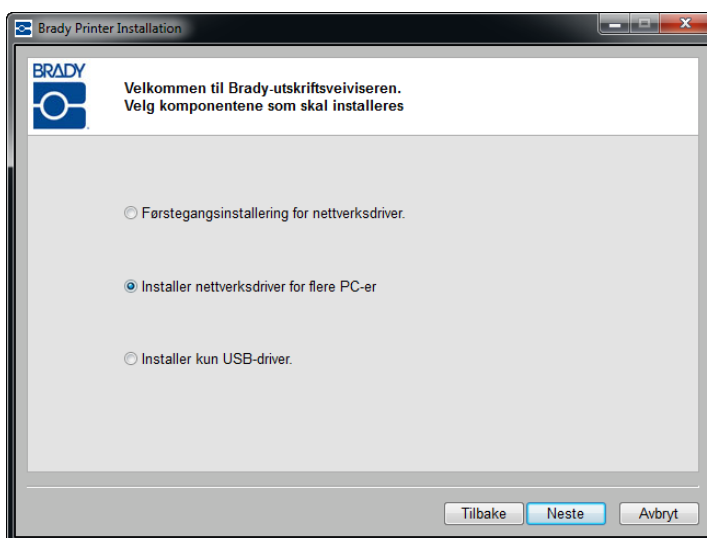 Brady Printer Installation
BRADY
Velkommen til Brady-utskriftsveiviseren.
Velg komponentene som skal installeres
Førstegangsinstallering for nettverksdriver.
Installer nettverksdriver for flere PC-er
Installer kun USB-driver.
Tilbake Neste Avbryt